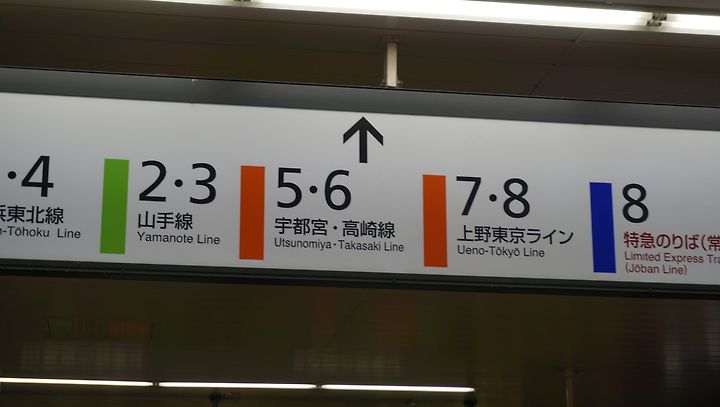 ・4
浜東北線
n-Tōhoku Line
2・3
山手線
Yamanote Line
↑
5・6
宇都宮・高崎線
Utsunomiya・Takasaki Line
7・8
上野東京ライン
Ueno-Tōkyō Line
8
特急のりば（常
Limited Express Tra
(Jōban Line)